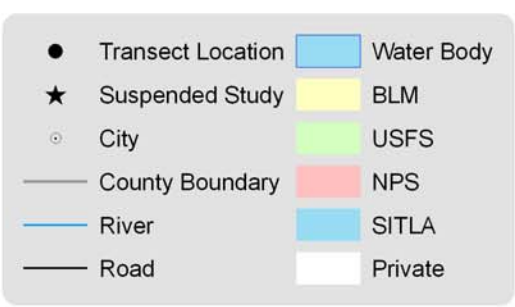 Transect Location
Suspended Study
City
County Boundary
River
Road
Water Body
BLM
USFS
NPS
SITLA
Private